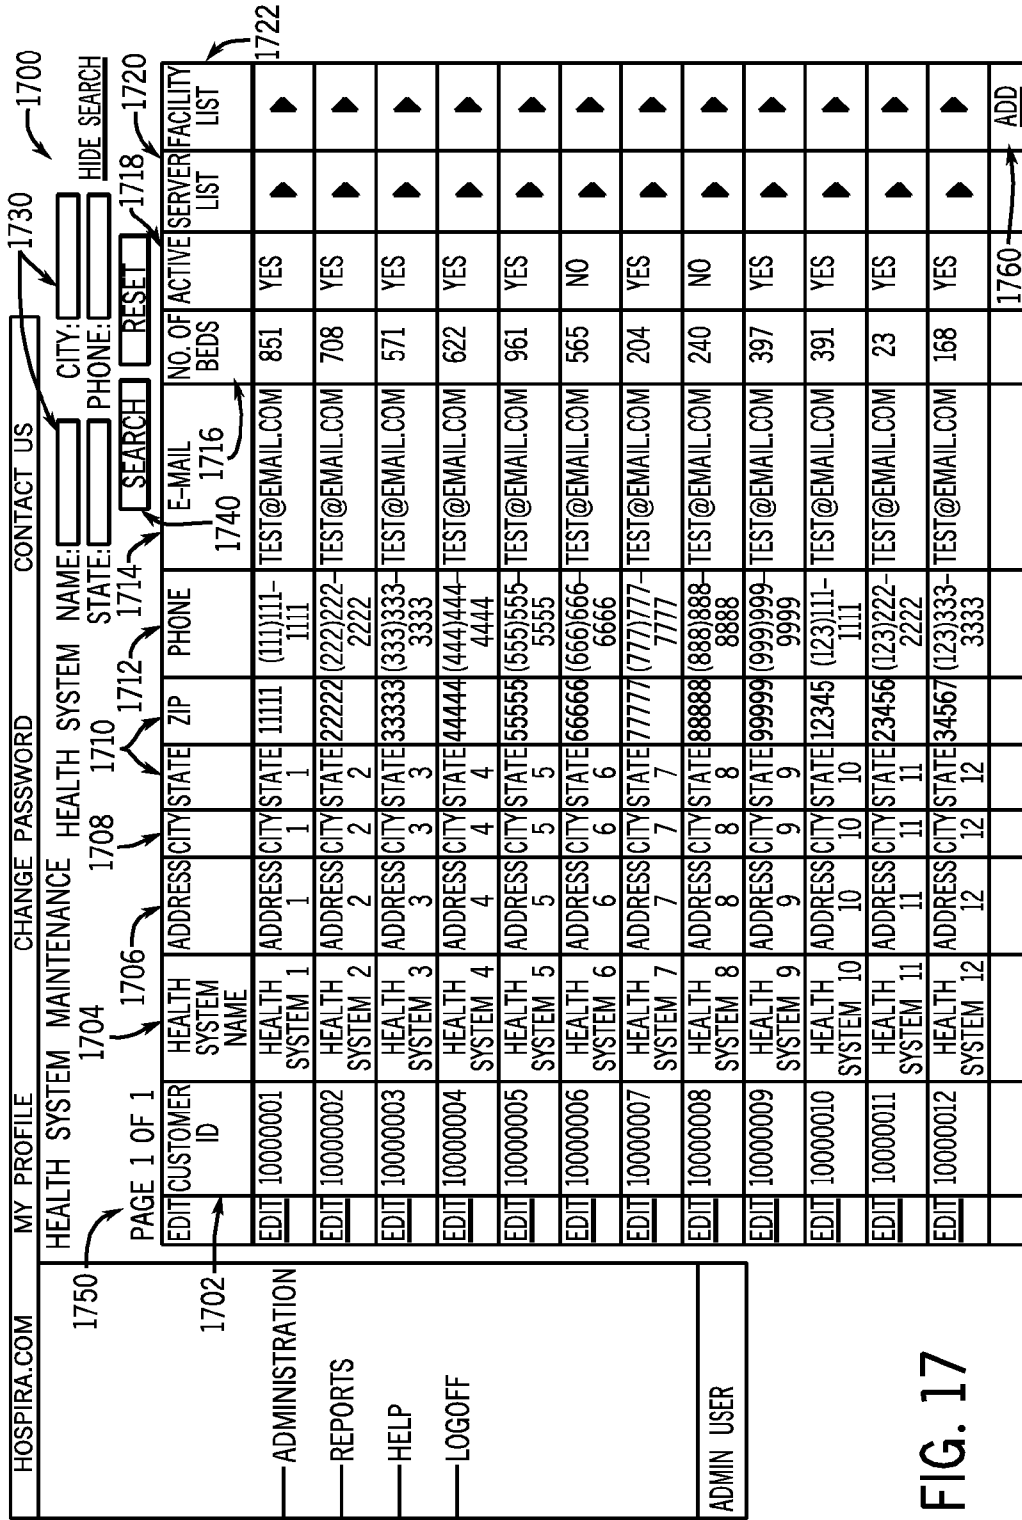 HOSPIRA.COM MY PROFILE CHANGE PASSWORD CONTACT US
1730
1700
HEALTH SYSTEM MAINTENANCE HEALTH SYSTEM NAME: CITY:
STATE: PHONE: HIDE SEARCH
SEARCH RESET
1750
PAGE 1 OF 1
1704
1706
1708
1710
1712
1714
1740
1716
1718
1720
1722
1702
EDIT CUSTOMER ID HEALTH SYSTEM NAME ADDRESS CITY STATE ZIP PHONE E-MAIL NO. OF BEDS ACTIVE SERVER LIST FACILITY LIST
EDIT 10000001 HEALTH SYSTEM 1 ADDRESS 1 CITY 1 STATE 1 11111 (111)111-1111 TEST@EMAIL.COM 851 YES
EDIT 10000002 HEALTH SYSTEM 2 ADDRESS 2 CITY 2 STATE 2 22222 (222)222-2222 TEST@EMAIL.COM 708 YES
EDIT 10000003 HEALTH SYSTEM 3 ADDRESS 3 CITY 3 STATE 3 33333 (333)333-3333 TEST@EMAIL.COM 571 YES
EDIT 10000004 HEALTH SYSTEM 4 ADDRESS 4 CITY 4 STATE 4 44444 (444)444-4444 TEST@EMAIL.COM 622 YES
EDIT 10000005 HEALTH SYSTEM 5 ADDRESS 5 CITY 5 STATE 5 55555 (555)555-5555 TEST@EMAIL.COM 961 YES
EDIT 10000006 HEALTH SYSTEM 6 ADDRESS 6 CITY 6 STATE 6 66666 (666)666-6666 TEST@EMAIL.COM 565 NO
EDIT 10000007 HEALTH SYSTEM 7 ADDRESS 7 CITY 7 STATE 7 77777 (777)777-7777 TEST@EMAIL.COM 204 YES
EDIT 10000008 HEALTH SYSTEM 8 ADDRESS 8 CITY 8 STATE 8 88888 (888)888-8888 TEST@EMAIL.COM 240 NO
EDIT 10000009 HEALTH SYSTEM 9 ADDRESS 9 CITY 9 STATE 9 99999 (999)999-9999 TEST@EMAIL.COM 397 YES
EDIT 10000010 HEALTH SYSTEM 10 ADDRESS 10 CITY 10 STATE 10 12345 (123)111-1111 TEST@EMAIL.COM 391 YES
EDIT 10000011 HEALTH SYSTEM 11 ADDRESS 11 CITY 11 STATE 11 23456 (123)222-2222 TEST@EMAIL.COM 23 YES
EDIT 10000012 HEALTH SYSTEM 12 ADDRESS 12 CITY 12 STATE 12 34567 (123)333-3333 TEST@EMAIL.COM 168 YES
1760
ADD
ADMINISTRATION
REPORTS
HELP
LOGOFF
ADMIN USER
FIG. 17